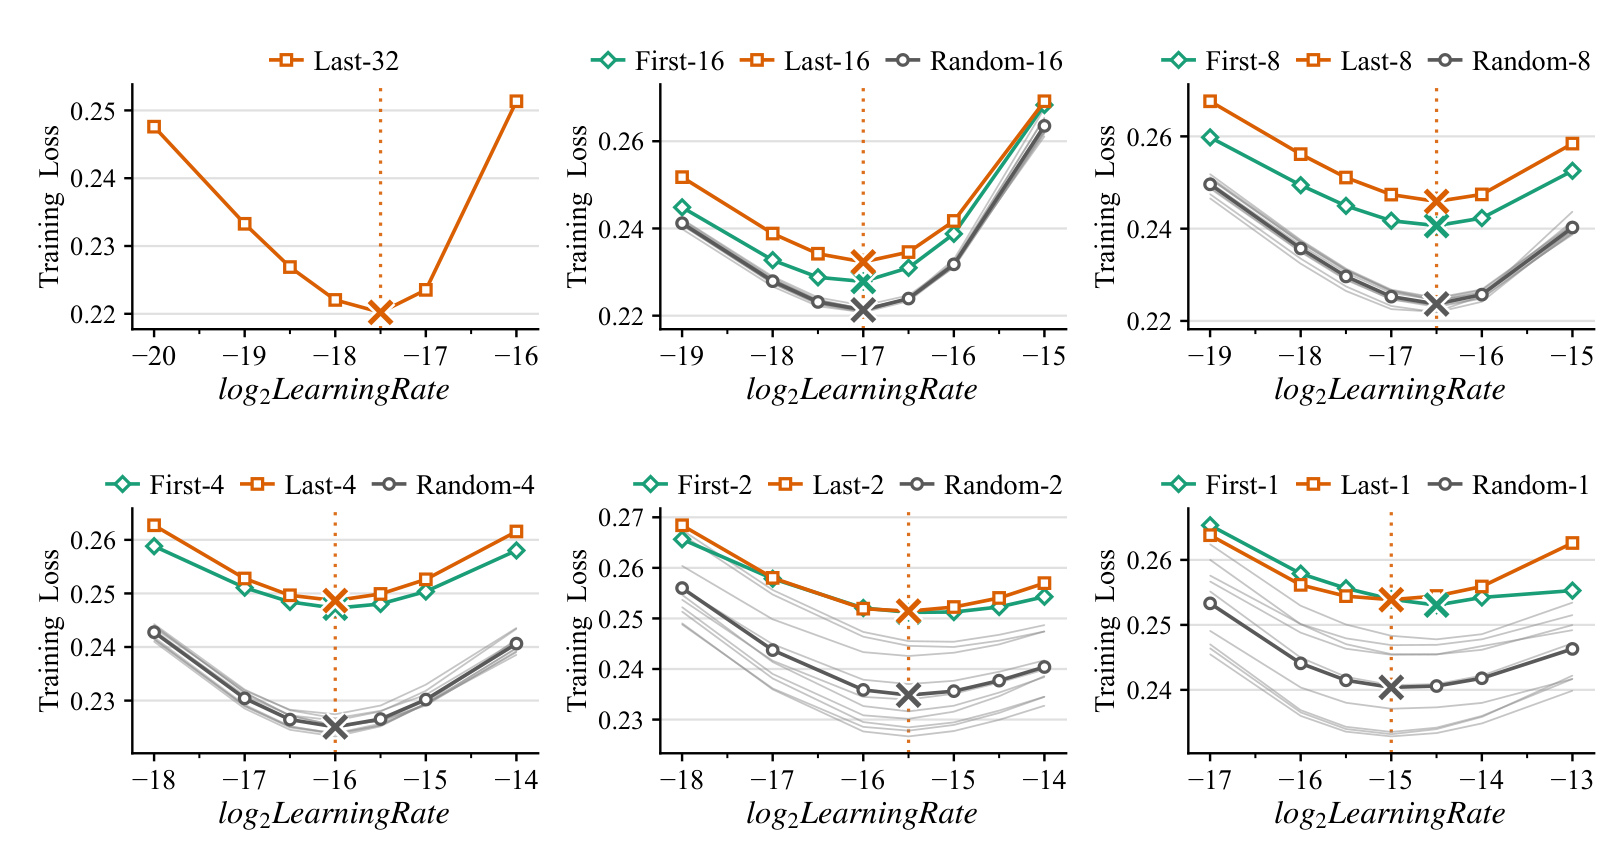 Last-32
Training Loss
0.25
0.24
0.23
0.22
−20 −19 −18 −17 −16
log2LearningRate
First-16 Last-16 Random-16
Training Loss
0.26
0.24
0.22
−19 −18 −17 −16 −15
log2LearningRate
First-8 Last-8 Random-8
Training Loss
0.26
0.24
0.22
−19 −18 −17 −16 −15
log2LearningRate
First-4 Last-4 Random-4
Training Loss
0.26
0.25
0.24
0.23
−18 −17 −16 −15 −14
log2LearningRate
First-2 Last-2 Random-2
Training Loss
0.27
0.26
0.25
0.24
0.23
−18 −17 −16 −15 −14
log2LearningRate
First-1 Last-1 Random-1
Training Loss
0.26
0.25
0.24
−17 −16 −15 −14 −13
log2LearningRate